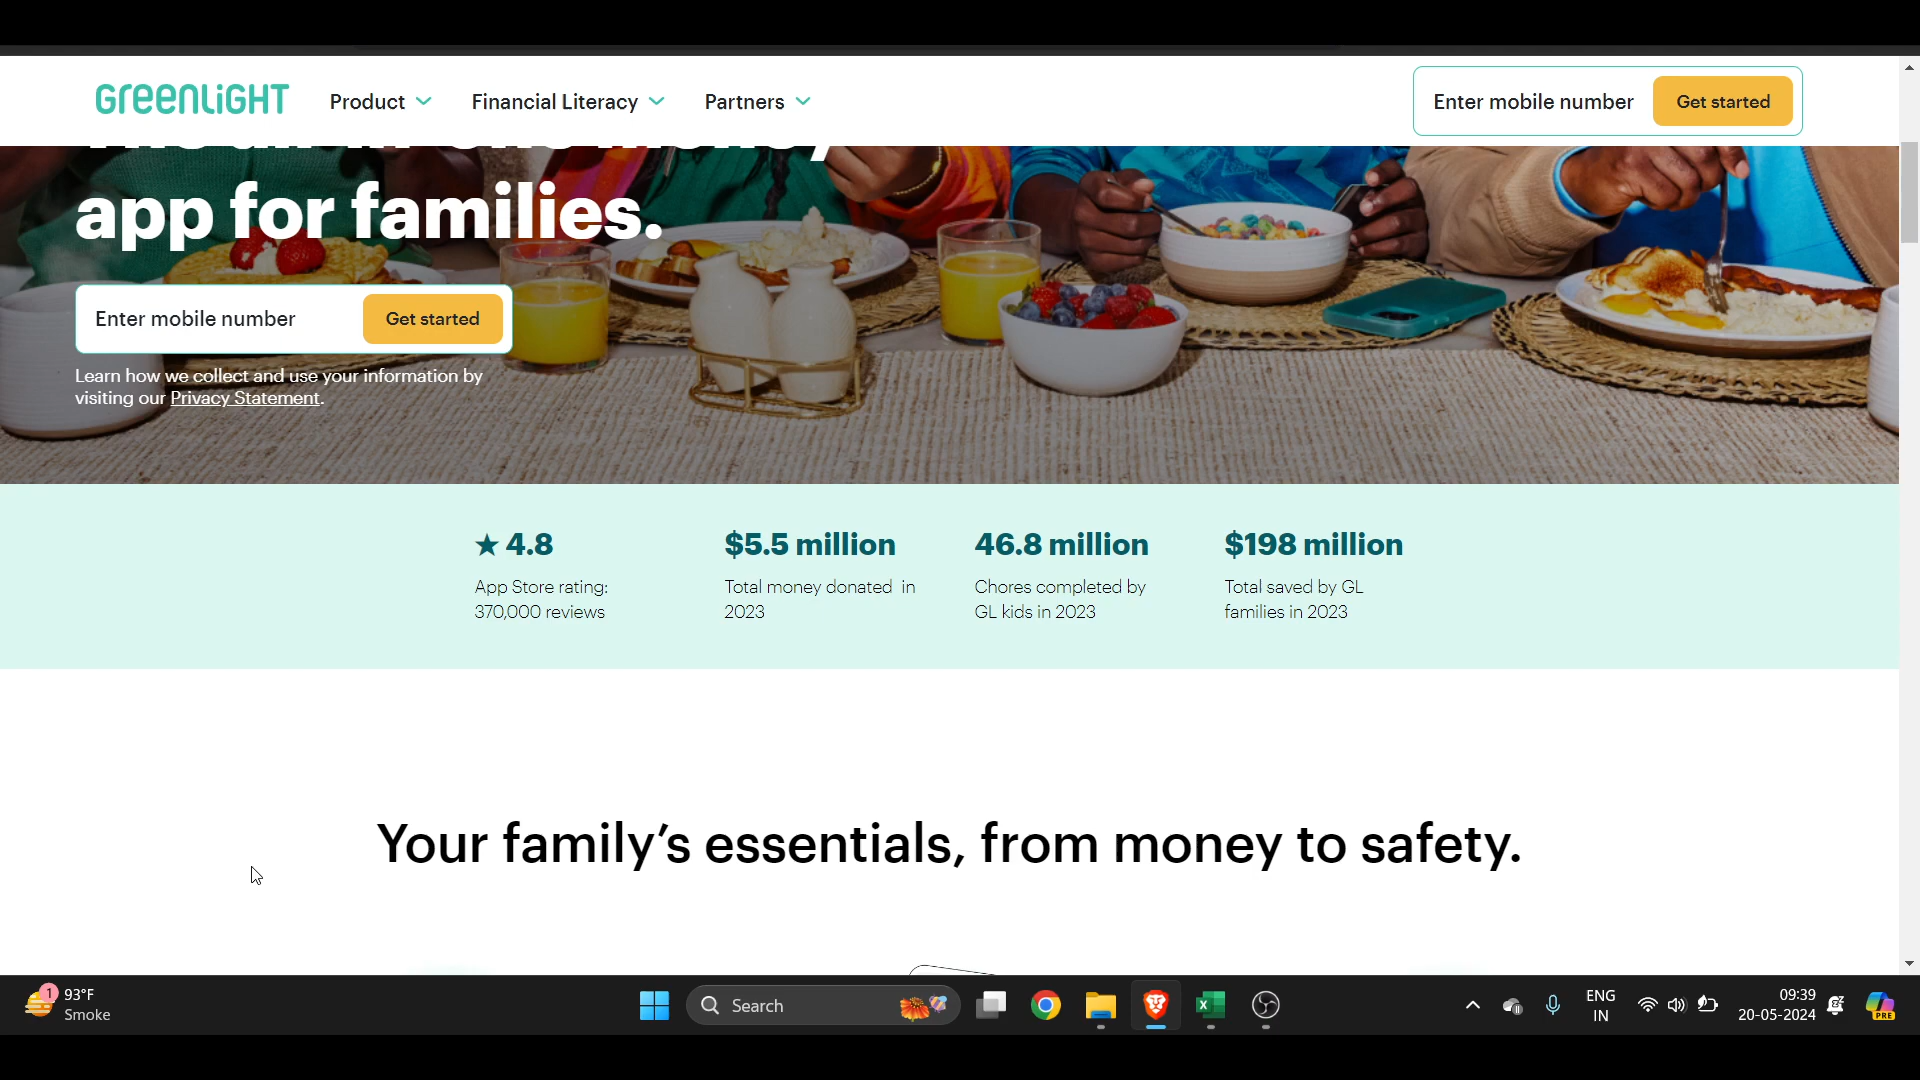 GreenLiGHT
Product
Financial Literacy
Partners
Enter mobile number
Get started
app for families.
Enter mobile number
Get started
Learn how we collect and use your information by
visiting our Privacy Statement.
★ 4.8
App Store rating:
370,000 reviews
$5.5 million
Total money donated in
2023
46.8 million
Chores completed by
GL kids in 2023
$198 million
Total saved by GL
families in 2023
Your family’s essentials, from money to safety.
1
93°F
Smoke
Search
ENG
IN
09:39
20-05-2024
PRE